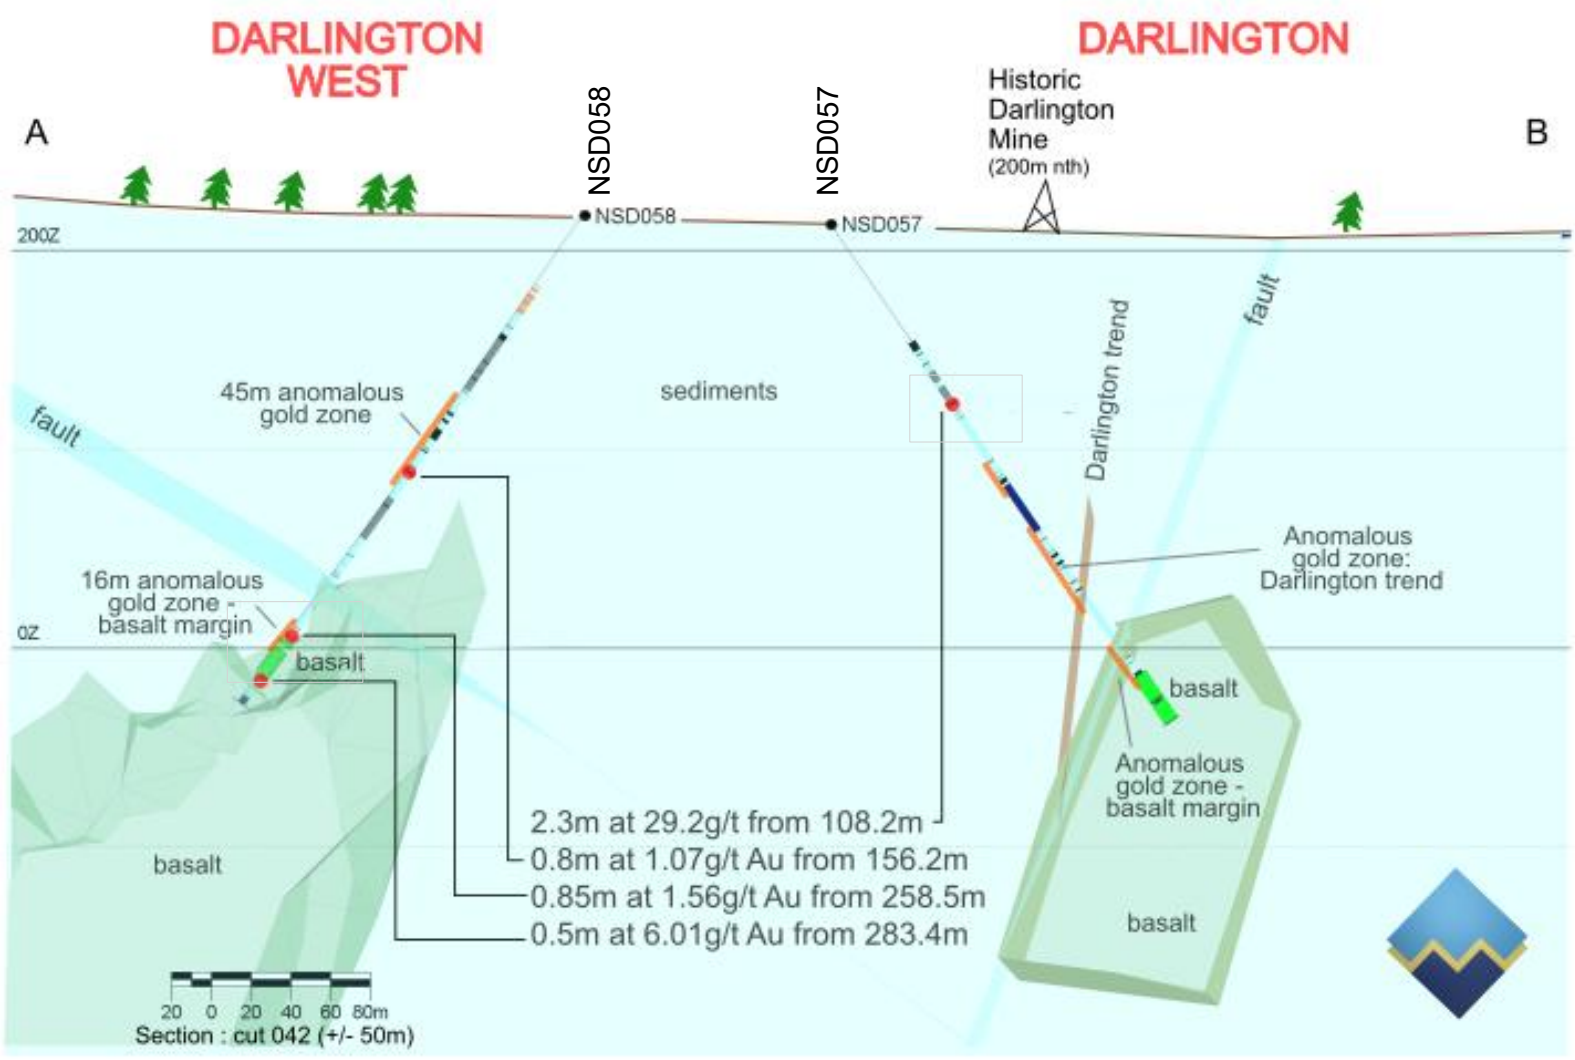 DARLINGTON
WEST
DARLINGTON
A
NSD058
NSD057
Historic
Darlington
Mine
(200m nth)
B
NSD058
NSD057
200Z
fault
Darlington trend
45m anomalous
gold zone
sediments
fault
Anomalous
gold zone:
Darlington trend
16m anomalous
gold zone -
basalt margin
0Z
basalt
basalt
Anomalous
gold zone -
basalt margin
2.3m at 29.2g/t from 108.2m
0.8m at 1.07g/t Au from 156.2m
0.85m at 1.56g/t Au from 258.5m
0.5m at 6.01g/t Au from 283.4m
basalt
basalt
20 0 20 40 60 80m
Section : cut 042 (+/- 50m)